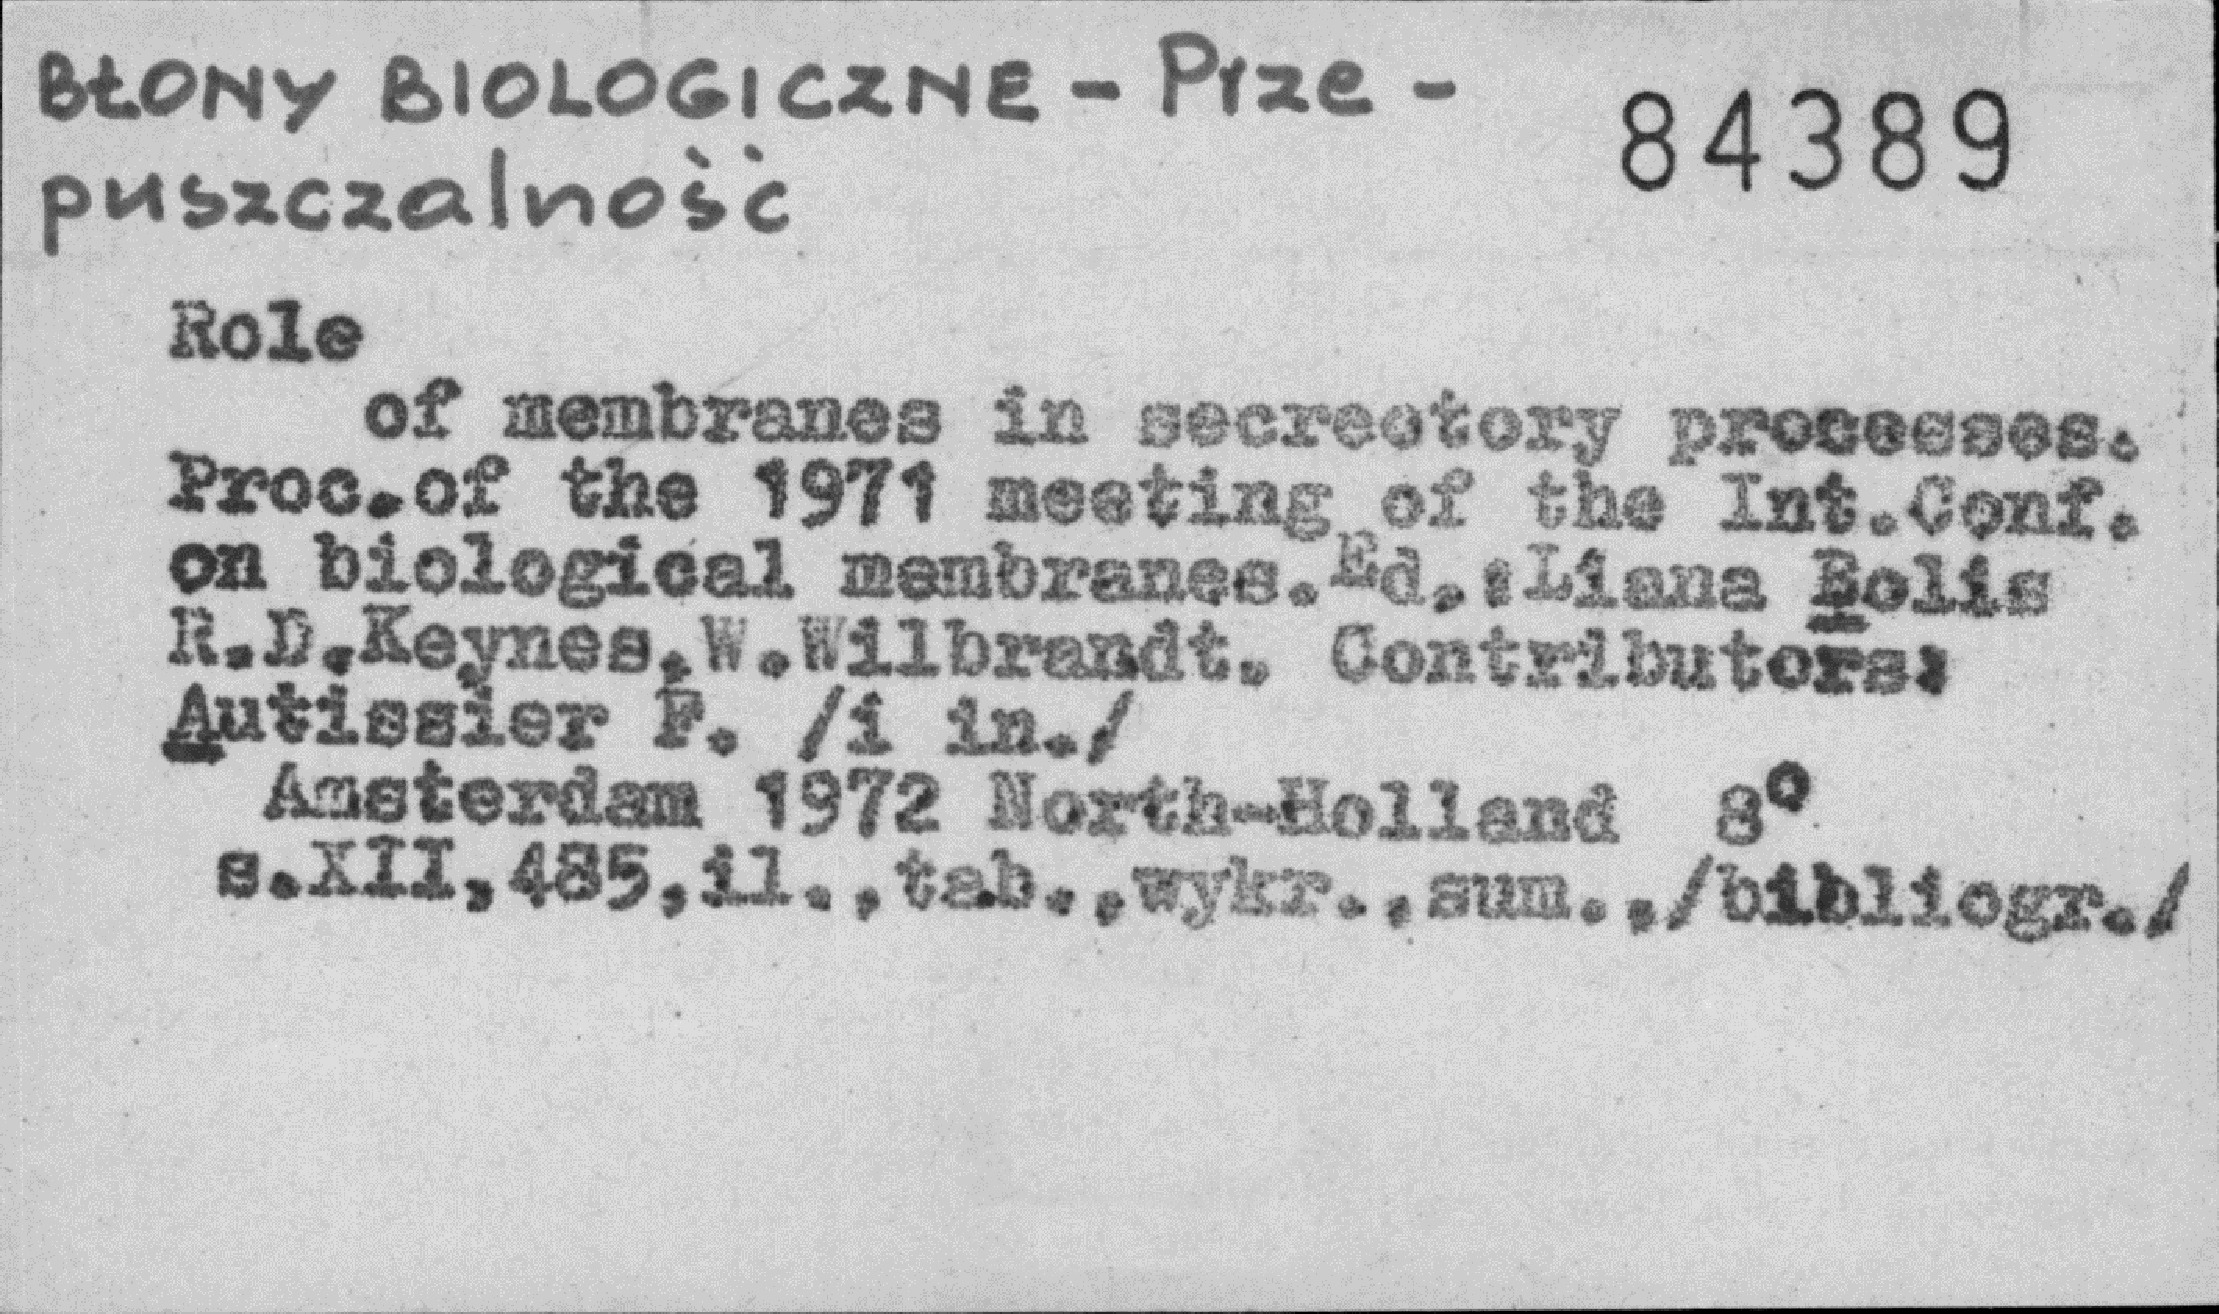 BŁONY BIOLOGICZNE - Prze -
84389
puszczalność
Role
of membranes in secreotory processes.
Proc.of the 1971 meeting of the Int.Conf.
on biological membranes.Ed.:Liana Bolis
R.D.Keynes,W.Wilbrandt. Contributors:
Autissier F. /i in./
Amsterdam 1972 North-Holland 8°
s.XII,485,il.,tab.,wykr.,sum.,/bibliogr./